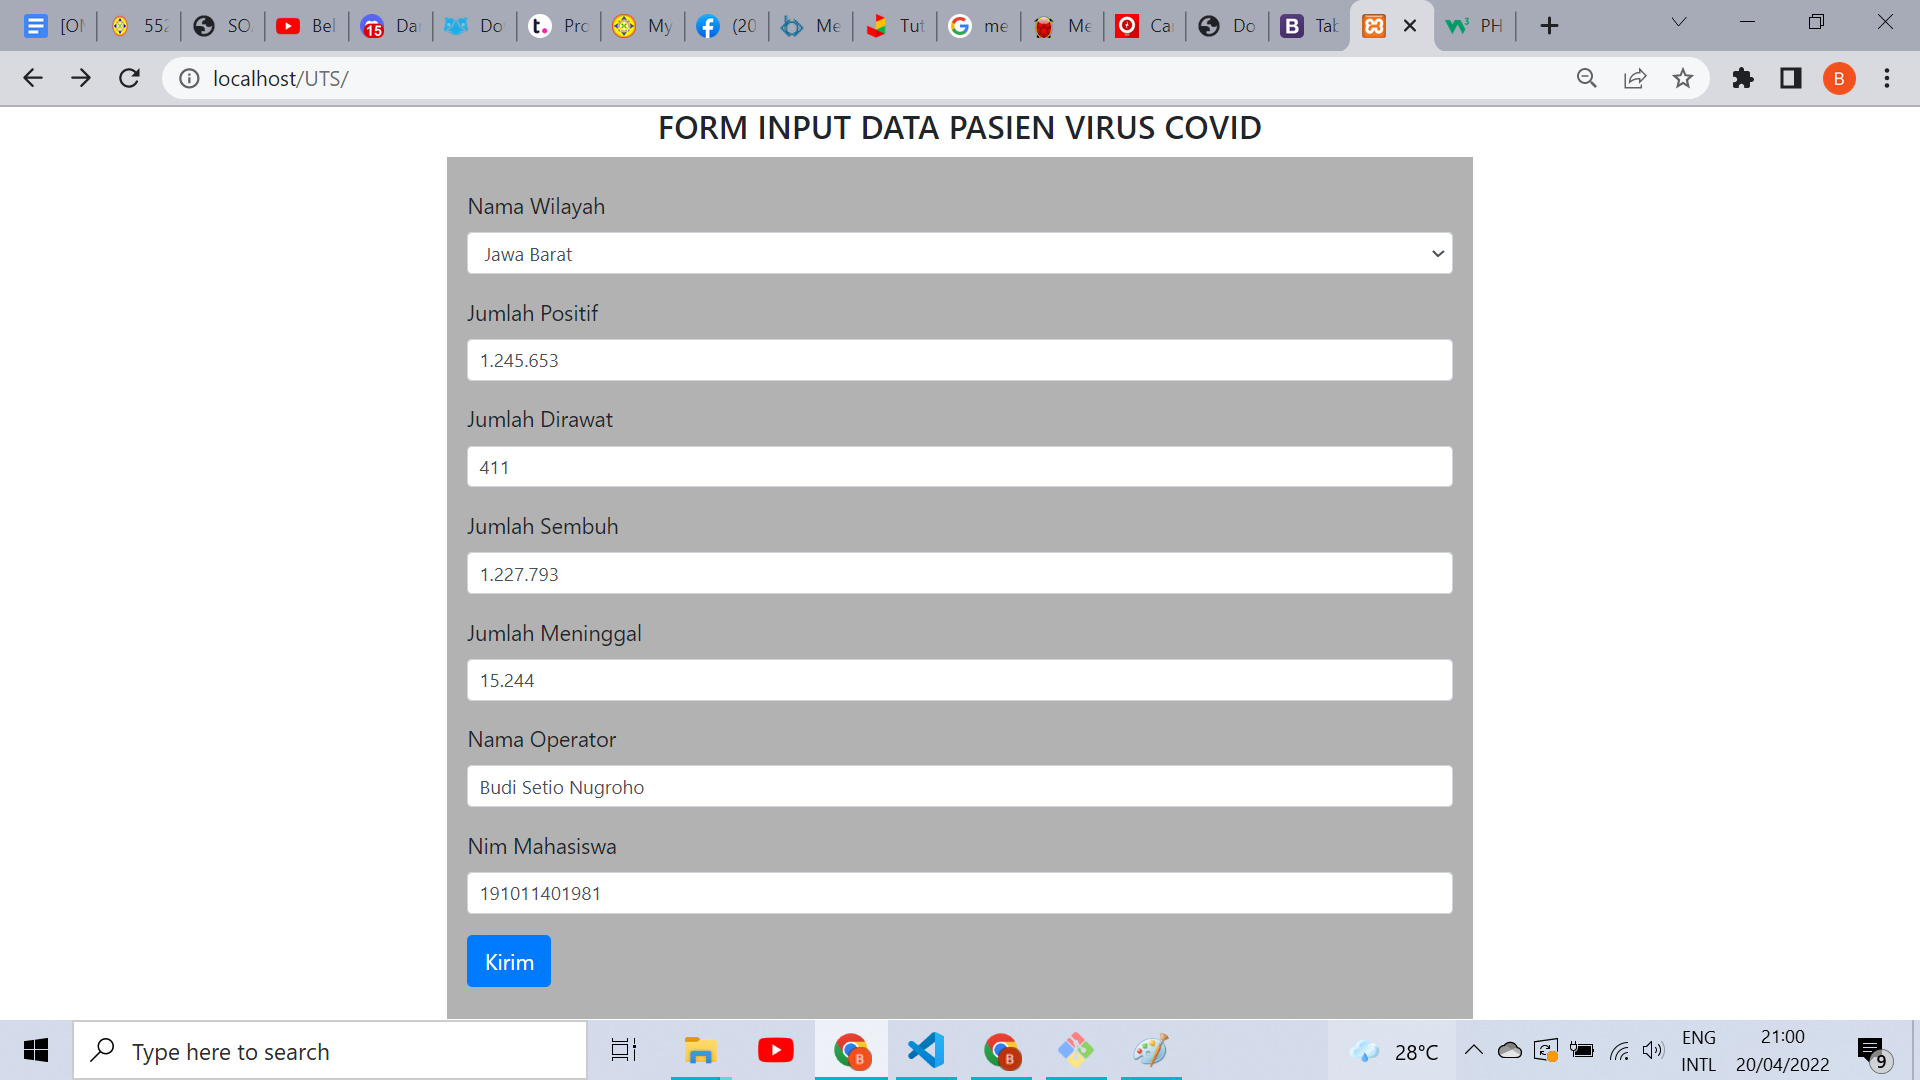 [O
552
SO
Bel
15
Da
Do
t.
Pro
My
(20
Me
Tut
me
Me
Ca
Do
B
Tab
PH
localhost/UTS/
B
FORM INPUT DATA PASIEN VIRUS COVID
Nama Wilayah
Jawa Barat
Jumlah Positif
1.245.653
Jumlah Dirawat
411
Jumlah Sembuh
1.227.793
Jumlah Meninggal
15.244
Nama Operator
Budi Setio Nugroho
Nim Mahasiswa
191011401981
Kirim
Type here to search
B
B
28°C
ENG
INTL
21:00
20/04/2022
9